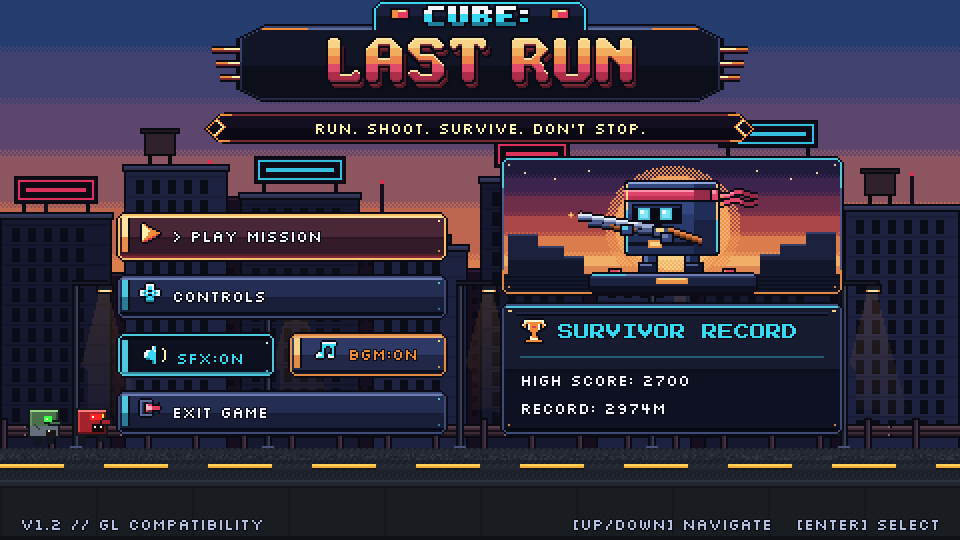 CUBE:
LAST RUN
RUN. SHOOT. SURVIVE. DON'T STOP.
> PLAY MISSION
CONTROLS
SFX:ON
BGM:ON
EXIT GAME
SURVIVOR RECORD
HIGH SCORE: 2700
RECORD: 2974M
V1.2 // GL COMPATIBILITY
[UP/DOWN] NAVIGATE [ENTER] SELECT